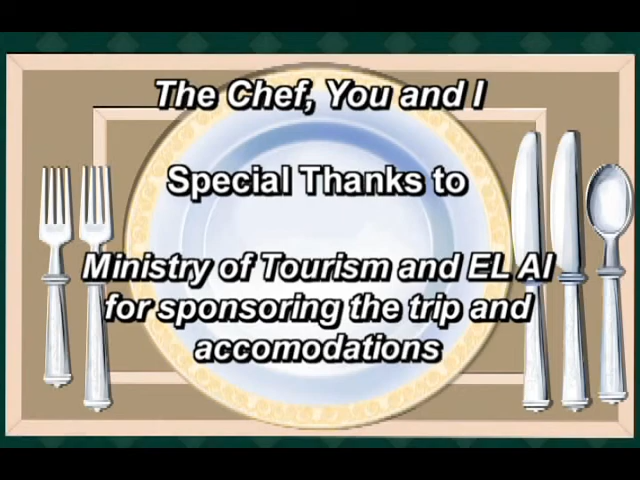 The Chef, You and I
Special Thanks to
Ministry of Tourism and EL Al
for sponsoring the trip and
accomodations